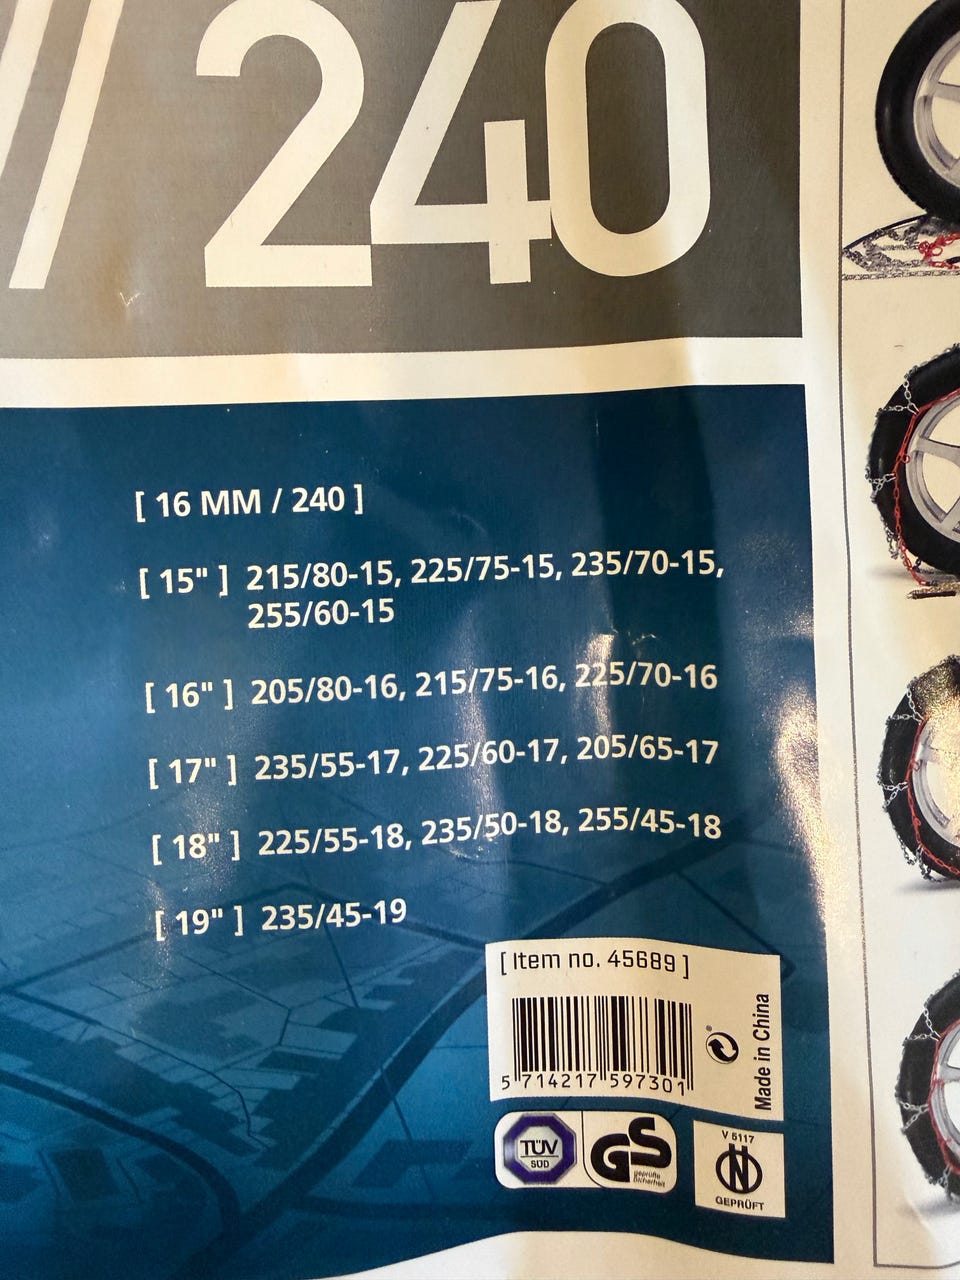 // 240
[ 16 MM / 240 ]
[ 15" ] 215/80-15, 225/75-15, 235/70-15,
255/60-15
[ 16" ] 205/80-16, 215/75-16, 225/70-16
[ 17" ] 235/55-17, 225/60-17, 205/65-17
[ 18" ] 225/55-18, 235/50-18, 255/45-18
[ 19" ] 235/45-19
[ Item no. 45689 ]
5 714217 597301
Made in China
TÜV
SÜD
GS
geprüfte
Sicherheit
V 5117
N
GEPRÜFT